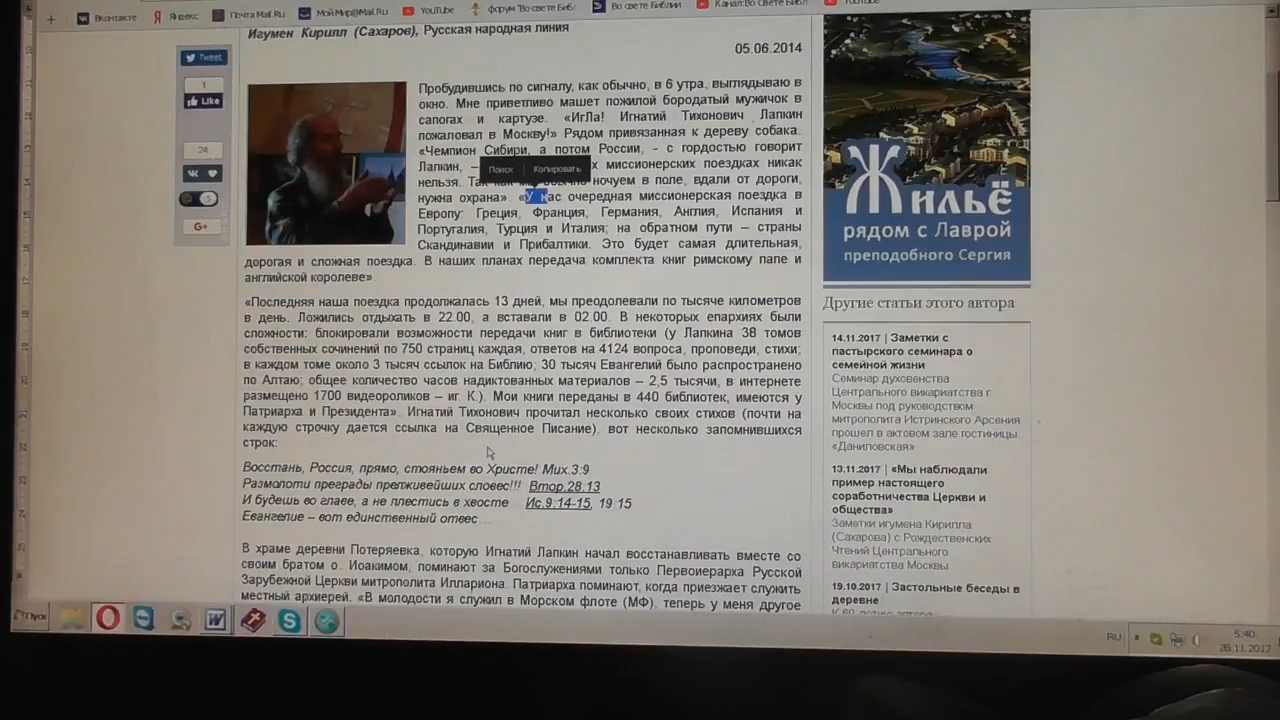 Вконтакте
Яндекс
Почта Mail.Ru
МойМир@Mail.Ru
YouTube
форум "Во свете Биб
Во свете Библии
Канал:Во Свете Библ
YouTube
Игумен Кирилл (Сахаров), Русская народная линия
05.06.2014
Tweet
1
Like
24
3
G+
Пробудившись по сигналу, как обычно, в 6 утра, выглядываю в
окно. Мне приветливо машет пожилой бородатый мужичок в
сапогах и картузе. «ИгЛа! Игнатий Тихонович Лапкин
пожаловал в Москву!» Рядом привязанная к дереву собака.
«Чемпион Сибири, а потом России, - с гордостью говорит
Лапкин, – х миссионерских поездках никак
Поиск
Копировать
нельзя. ночуем в поле, вдали от дороги,
нужна охрана». «У нас очередная миссионерская поездка в
Европу: Греция, Франция, Германия, Англия, Испания и
Португалия, Турция и Италия; на обратном пути – страны
Скандинавии и Прибалтики. Это будет самая длительная,
дорогая и сложная поездка. В наших планах передача комплекта книг римскому папе и
английской королеве»
«Последняя наша поездка продолжалась 13 дней, мы преодолевали по тысяче километров
в день. Ложились отдыхать в 22.00, а вставали в 02.00. В некоторых епархиях были
сложности: блокировали возможности передачи книг в библиотеки (у Лапкина 38 томов
собственных сочинений по 750 страниц каждая, ответов на 4124 вопроса, проповеди, стихи;
в каждом томе около 3 тысяч ссылок на Библию; 30 тысяч Евангелий было распространено
по Алтаю; общее количество часов надиктованных материалов – 2,5 тысячи, в интернете
размещено 1700 видеороликов – иг. К.). Мои книги переданы в 440 библиотек, имеются у
Патриарха и Президента». Игнатий Тихонович прочитал несколько своих стихов (почти на
каждую строчку дается ссылка на Священное Писание), вот несколько запомнившихся
строк:
Восстань, Россия, прямо, стояньем во Христе! Мих.3:9
Размолоти преграды прелживейших словес!!! Втор.28.13
И будешь во главе, а не плестись в хвосте Ис.9.14-15, 19 15
Евангелие – вот единственный отвес...
В храме деревни Потеряевка, которую Игнатий Лапкин начал восстанавливать вместе со
своим братом о. Иоакимом, поминают за Богослужениями только Первоиерарха Русской
Зарубежной Церкви митрополита Иллариона. Патриарха поминают, когда приезжает служить
местный архиерей. «В молодости я служил в Морском флоте (МФ), теперь у меня другое
Жильё
рядом с Лаврой
преподобного Сергия
Другие статьи этого автора
14.11.2017 | Заметки с
пастырского семинара о
семейной жизни
Семинар духовенства
Центрального викариатства г.
Москвы под руководством
митрополита Истринского Арсения
прошел в актовом зале гостиницы
«Даниловская»
13.11.2017 | «Мы наблюдали
пример настоящего
соработничества Церкви и
общества»
Заметки игумена Кирилла
(Сахарова) с Рождественских
Чтений Центрального
викариатства Москвы
19.10.2017 | Застольные беседы в
деревне
Пуск
RU
5:40
28.11.2017